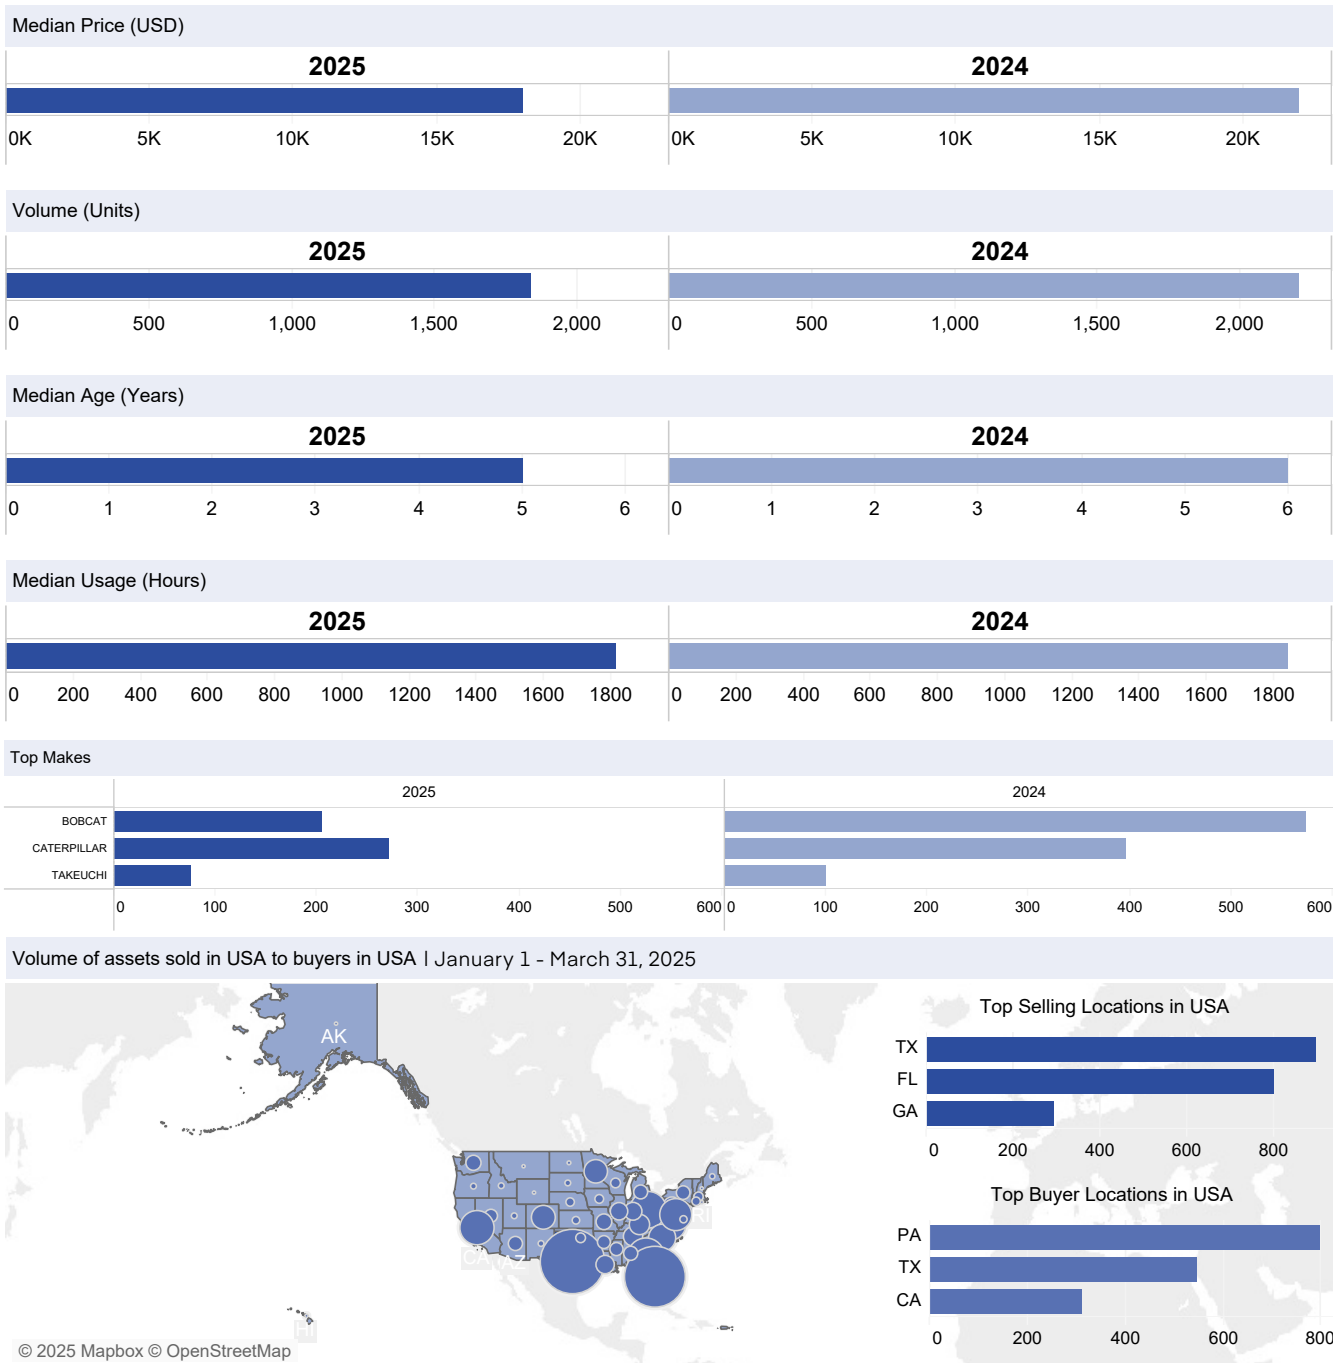 Median Price (USD)
2025 2024
0K 5K 10K 15K 20K 0K 5K 10K 15K 20K
Volume (Units)
2025 2024
0 500 1,000 1,500 2,000 0 500 1,000 1,500 2,000
Median Age (Years)
2025 2024
0 1 2 3 4 5 6 0 1 2 3 4 5 6
Median Usage (Hours)
2025 2024
0 200 400 600 800 1000 1200 1400 1600 1800 0 200 400 600 800 1000 1200 1400 1600 1800
Top Makes
2025 2024
BOBCAT
CATERPILLAR
TAKEUCHI
0 100 200 300 400 500 600 0 100 200 300 400 500 600
Volume of assets sold in USA to buyers in USA | January 1 - March 31, 2025
AK
RI
CA AZ
HI
Top Selling Locations in USA
TX
FL
GA
0 200 400 600 800
Top Buyer Locations in USA
PA
TX
CA
0 200 400 600 800
© 2025 Mapbox © OpenStreetMap